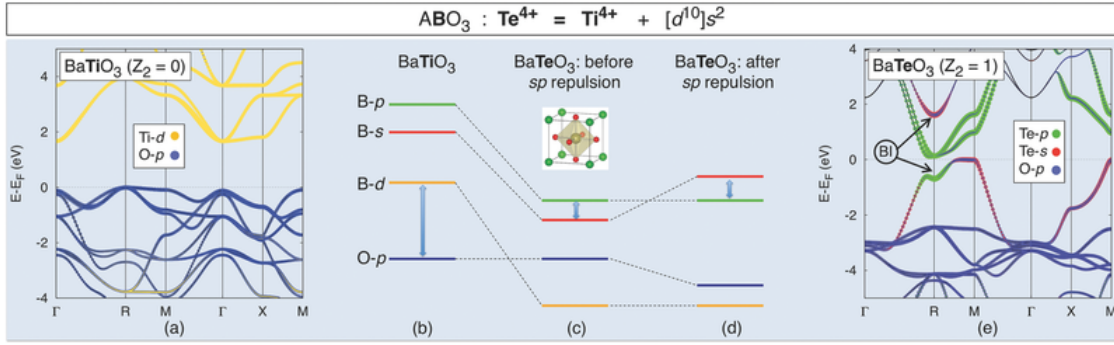 ABO3 : Te4+ = Ti4+ + [d10]s2
BaTiO3 (Z2 = 0)
Ti-d
O-p
E-EF (eV)
4
2
0
-2
-4
Γ R M Γ X M
(a)
BaTiO3
B-p
B-s
B-d
O-p
(b)
BaTeO3: before
sp repulsion
(c)
BaTeO3: after
sp repulsion
(d)
BaTeO3 (Z2 = 1)
BI
Te-p
Te-s
O-p
E-EF (eV)
4
2
0
-2
-4
Γ R M Γ X M
(e)